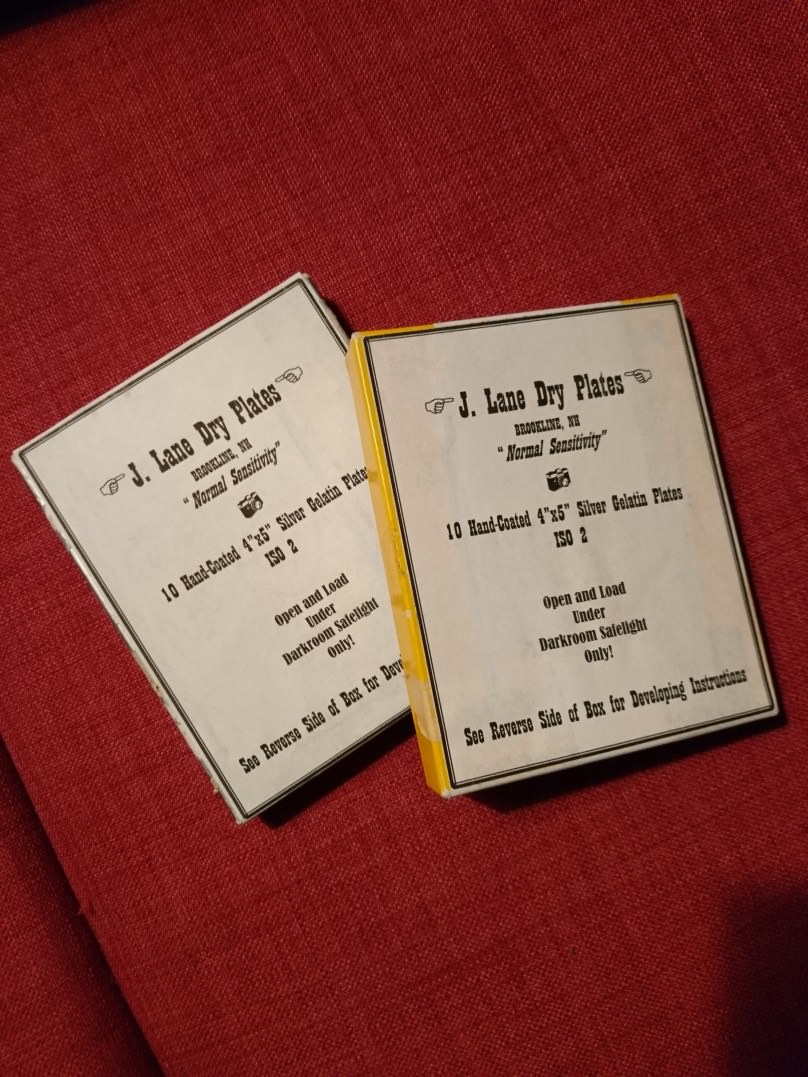 J. Lane Dry Plates
BROOKLINE, NH
"Normal Sensitivity"
10 Hand-Coated 4"x5" Silver Gelatin Plates
ISO 2
Open and Load
Under
Darkroom Safelight
Only!
See Reverse Side of Box for
J. Lane Dry Plates
BROOKLINE, NH
"Normal Sensitivity"
10 Hand-Coated 4"x5" Silver Gelatin Plates
ISO 2
Open and Load
Under
Darkroom Safelight
Only!
See Reverse Side of Box for Developing Instructions